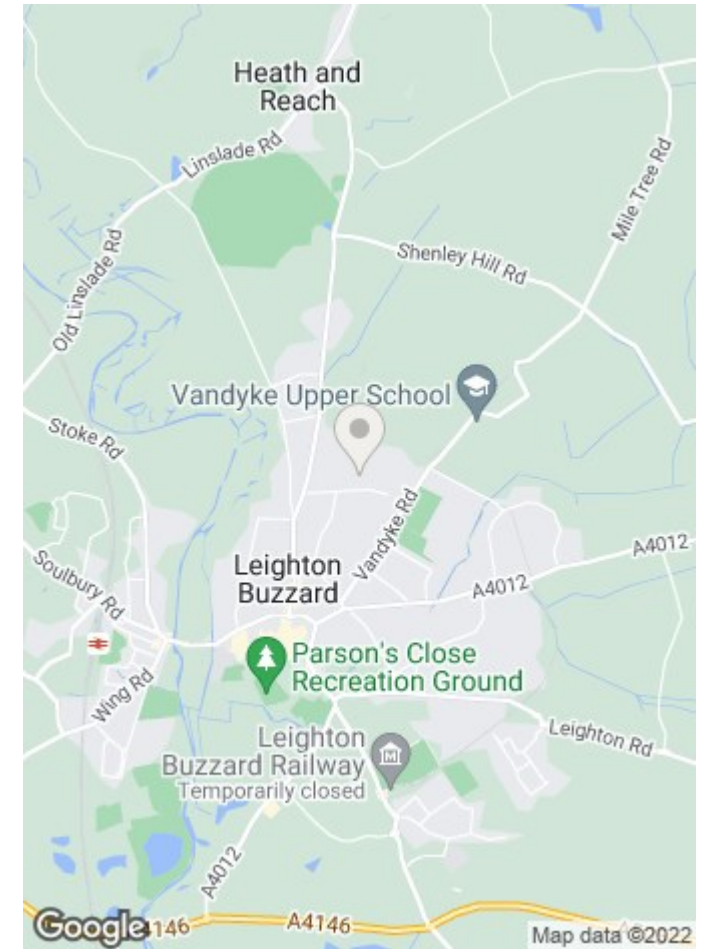 Heath and
Reach
Linslade Rd
Mile Tree Rd
Shenley Hill Rd
Old Linslade Rd
Vandyke Upper School
Stoke Rd
Vandyke Rd
A4012
Leighton
Buzzard
Soulbury Rd
A4012
Parson's Close
Recreation Ground
Wing Rd
Leighton Rd
Leighton
Buzzard Railway
Temporarily closed
M
A4012
Google
4146
A4146
Map data ©2022